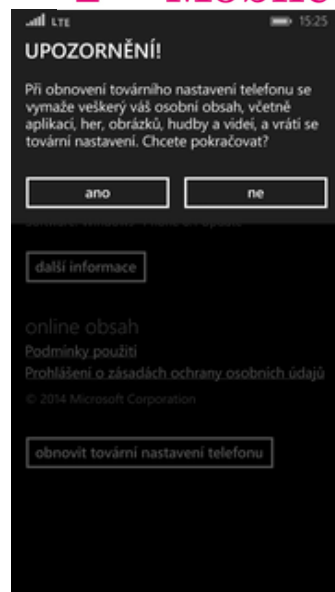 LTE 15:25
UPOZORNĚNÍ!
Při obnovení továrního nastavení telefonu se
vymaže veškerý váš osobní obsah, včetně
aplikací, her, obrázků, hudby a videí, a vrátí se
tovární nastavení. Chcete pokračovat?
ano ne
další informace
online obsah
Podmínky použití
Prohlášení o zásadách ochrany osobních údajů
© 2014 Microsoft Corporation
obnovit tovární nastavení telefonu